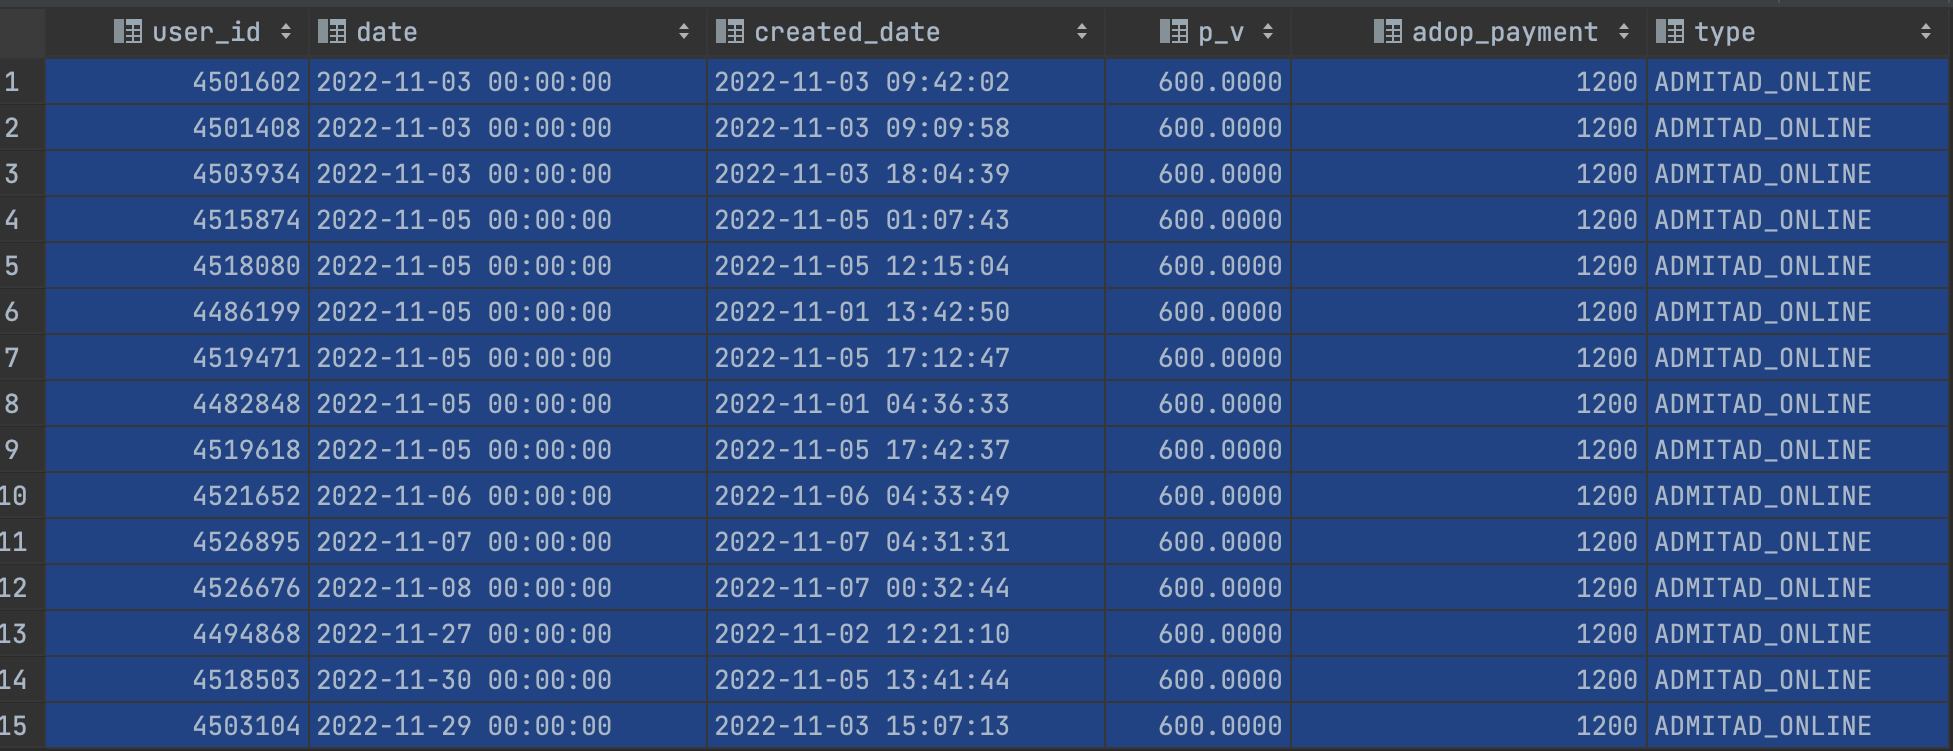 user_id date created_date p_v adop_payment type
1 4501602 2022-11-03 00:00:00 2022-11-03 09:42:02 600.0000 1200 ADMITAD_ONLINE
2 4501408 2022-11-03 00:00:00 2022-11-03 09:09:58 600.0000 1200 ADMITAD_ONLINE
3 4503934 2022-11-03 00:00:00 2022-11-03 18:04:39 600.0000 1200 ADMITAD_ONLINE
4 4515874 2022-11-05 00:00:00 2022-11-05 01:07:43 600.0000 1200 ADMITAD_ONLINE
5 4518080 2022-11-05 00:00:00 2022-11-05 12:15:04 600.0000 1200 ADMITAD_ONLINE
6 4486199 2022-11-05 00:00:00 2022-11-01 13:42:50 600.0000 1200 ADMITAD_ONLINE
7 4519471 2022-11-05 00:00:00 2022-11-05 17:12:47 600.0000 1200 ADMITAD_ONLINE
8 4482848 2022-11-05 00:00:00 2022-11-01 04:36:33 600.0000 1200 ADMITAD_ONLINE
9 4519618 2022-11-05 00:00:00 2022-11-05 17:42:37 600.0000 1200 ADMITAD_ONLINE
10 4521652 2022-11-06 00:00:00 2022-11-06 04:33:49 600.0000 1200 ADMITAD_ONLINE
11 4526895 2022-11-07 00:00:00 2022-11-07 04:31:31 600.0000 1200 ADMITAD_ONLINE
12 4526676 2022-11-08 00:00:00 2022-11-07 00:32:44 600.0000 1200 ADMITAD_ONLINE
13 4494868 2022-11-27 00:00:00 2022-11-02 12:21:10 600.0000 1200 ADMITAD_ONLINE
14 4518503 2022-11-30 00:00:00 2022-11-05 13:41:44 600.0000 1200 ADMITAD_ONLINE
15 4503104 2022-11-29 00:00:00 2022-11-03 15:07:13 600.0000 1200 ADMITAD_ONLINE